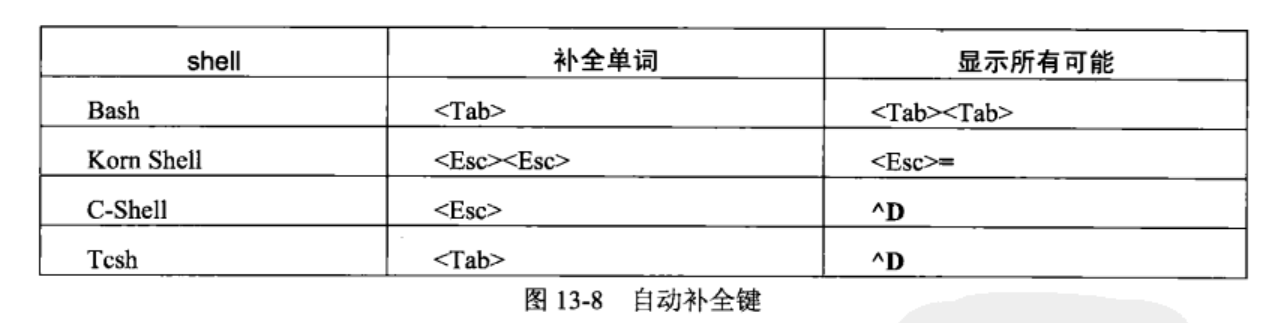 shell 补全单词 显示所有可能
Bash <Tab> <Tab><Tab>
Korn Shell <Esc><Esc> <Esc>=
C-Shell <Esc> ^D
Tcsh <Tab> ^D
图 13-8 自动补全键